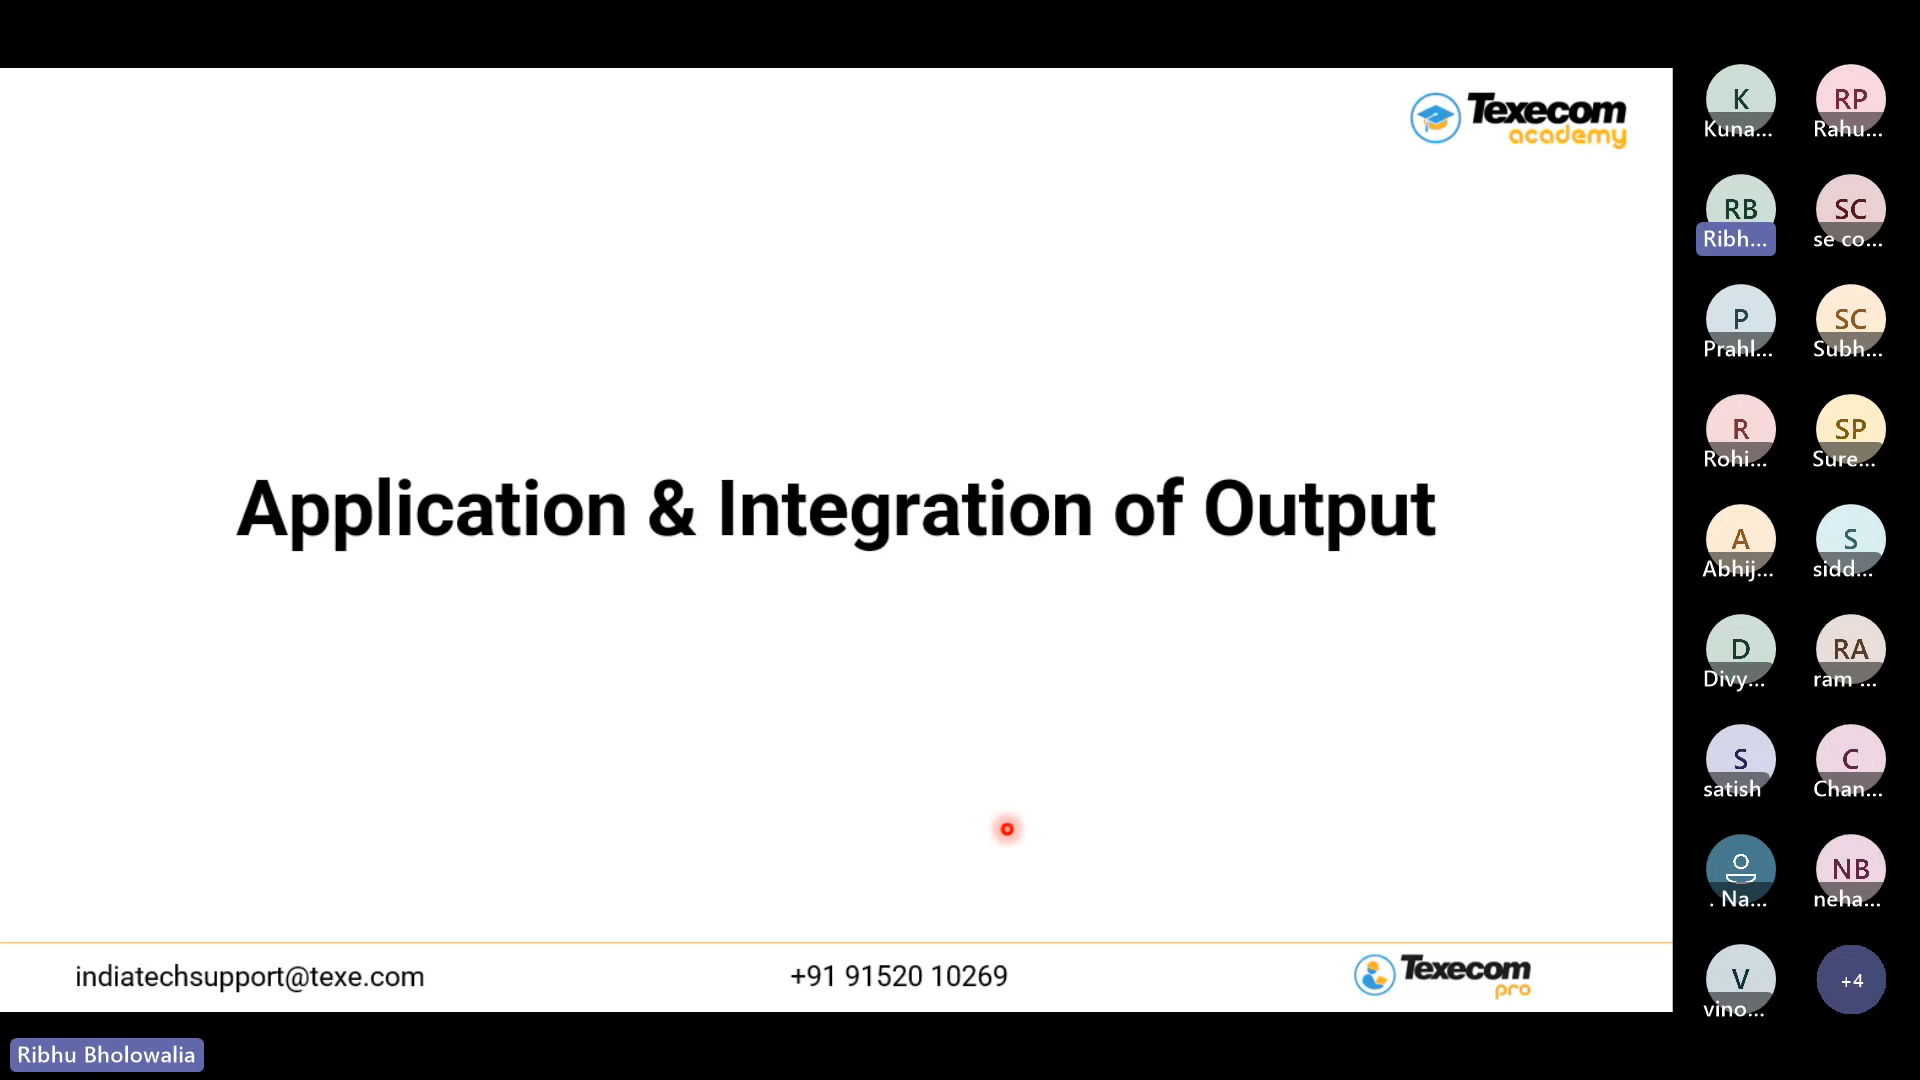 Texecom
academy
Application & Integration of Output
indiatechsupport@texe.com
+91 91520 10269
Texecom
pro
Ribhu Bholowalia
K
Kuna...
RP
Rahu...
RB
Ribh...
SC
se co...
P
Prahl...
SC
Subh...
R
Rohi...
SP
Sure...
A
Abhij...
S
sidd...
D
Divy...
RA
ram ...
S
satish
C
Chan...
. Na...
NB
neha...
V
vino...
+4